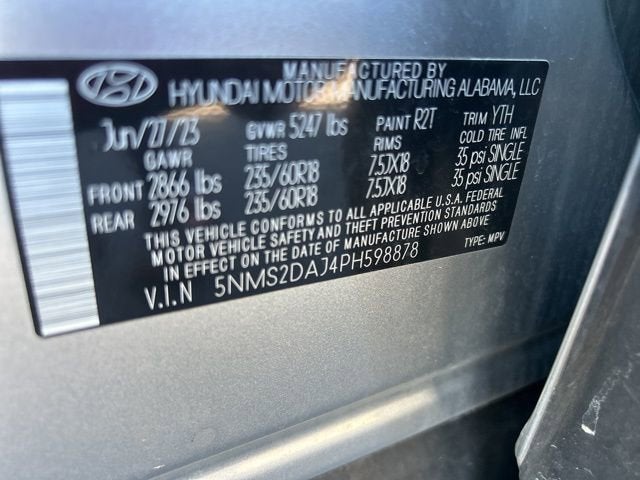 MANUFACTURED BY
HYUNDAI MOTOR MANUFACTURING ALABAMA, LLC
Jun/27/23 GVWR 5247 lbs PAINT R2T TRIM YTH
GAWR TIRES RIMS COLD TIRE INFL
FRONT 2866 lbs 235/60R18 7.5JX18 35 psi SINGLE
REAR 2976 lbs 235/60R18 7.5JX18 35 psi SINGLE
THIS VEHICLE CONFORMS TO ALL APPLICABLE U.S.A. FEDERAL
MOTOR VEHICLE SAFETY AND THEFT PREVENTION STANDARDS
IN EFFECT ON THE DATE OF MANUFACTURE SHOWN ABOVE.
V.I.N 5NMS2DAJ4PH598878 TYPE: MPV